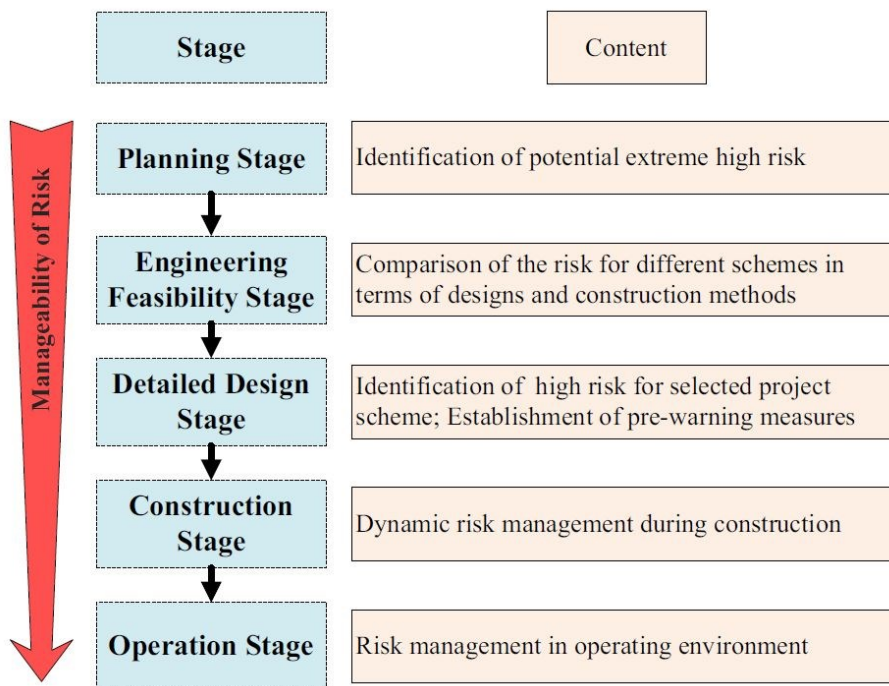 Stage
Content
Manageability of Risk
Planning Stage
Identification of potential extreme high risk
Engineering
Feasibility Stage
Comparison of the risk for different schemes in
terms of designs and construction methods
Detailed Design
Stage
Identification of high risk for selected project
scheme; Establishment of pre-warning measures
Construction
Stage
Dynamic risk management during construction
Operation Stage
Risk management in operating environment